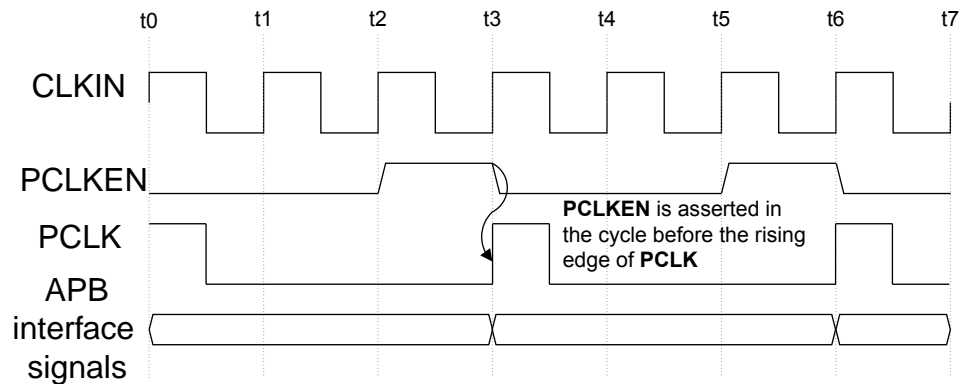 t0 t1 t2 t3 t4 t5 t6 t7
CLKIN
PCLKEN
PCLKEN is asserted in
the cycle before the rising
edge of PCLK
PCLK
APB
interface
signals